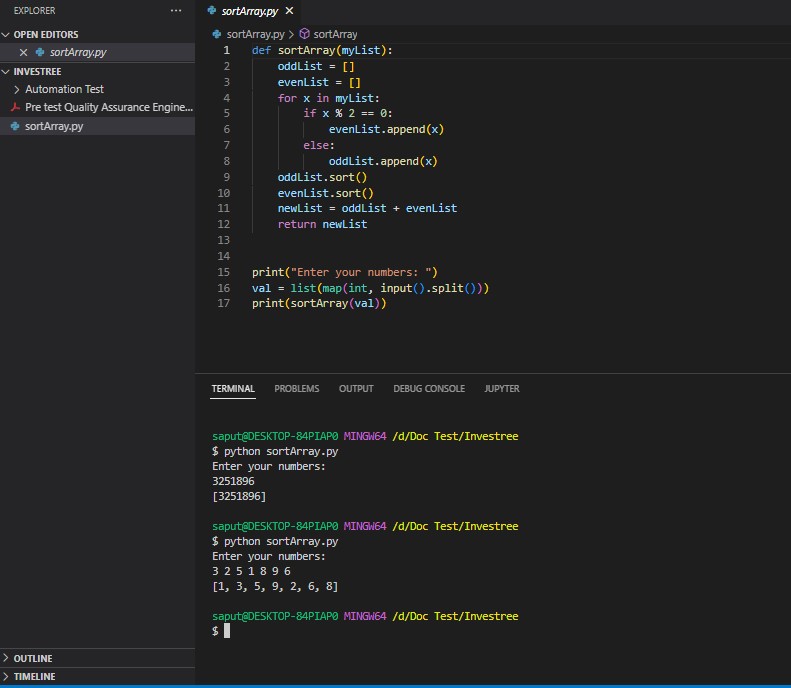 EXPLORER
OPEN EDITORS
sortArray.py
INVESTREE
Automation Test
Pre test Quality Assurance Engine...
sortArray.py
OUTLINE
TIMELINE
sortArray.py
sortArray.py > sortArray
1 def sortArray(myList):
2     oddList = []
3     evenList = []
4     for x in myList:
5         if x % 2 == 0:
6             evenList.append(x)
7         else:
8             oddList.append(x)
9     oddList.sort()
10     evenList.sort()
11     newList = oddList + evenList
12     return newList
13
14
15 print("Enter your numbers: ")
16 val = list(map(int, input().split()))
17 print(sortArray(val))
TERMINAL PROBLEMS OUTPUT DEBUG CONSOLE JUPYTER
saput@DESKTOP-84PIAP0 MINGW64 /d/Doc Test/Investree
$ python sortArray.py
Enter your numbers:
3251896
[3251896]
saput@DESKTOP-84PIAP0 MINGW64 /d/Doc Test/Investree
$ python sortArray.py
Enter your numbers:
3 2 5 1 8 9 6
[1, 3, 5, 9, 2, 6, 8]
saput@DESKTOP-84PIAP0 MINGW64 /d/Doc Test/Investree
$